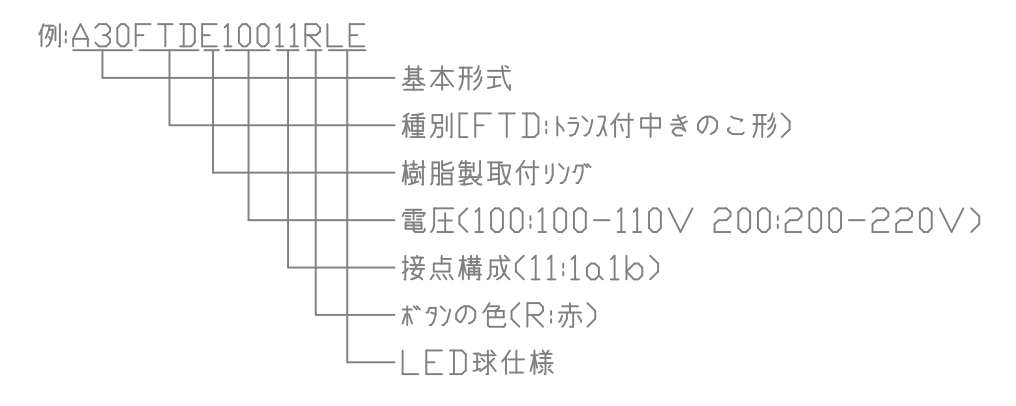 例:A30FTDE10011RLE
基本形式
種別[FTD:ﾄﾗﾝｽ付中きのこ形)
樹脂製取付ﾘﾝｸﾞ
電圧(100:100-110V 200:200-220V)
接点構成(11:1a1b)
ﾎﾞﾀﾝの色(R:赤)
LED球仕様